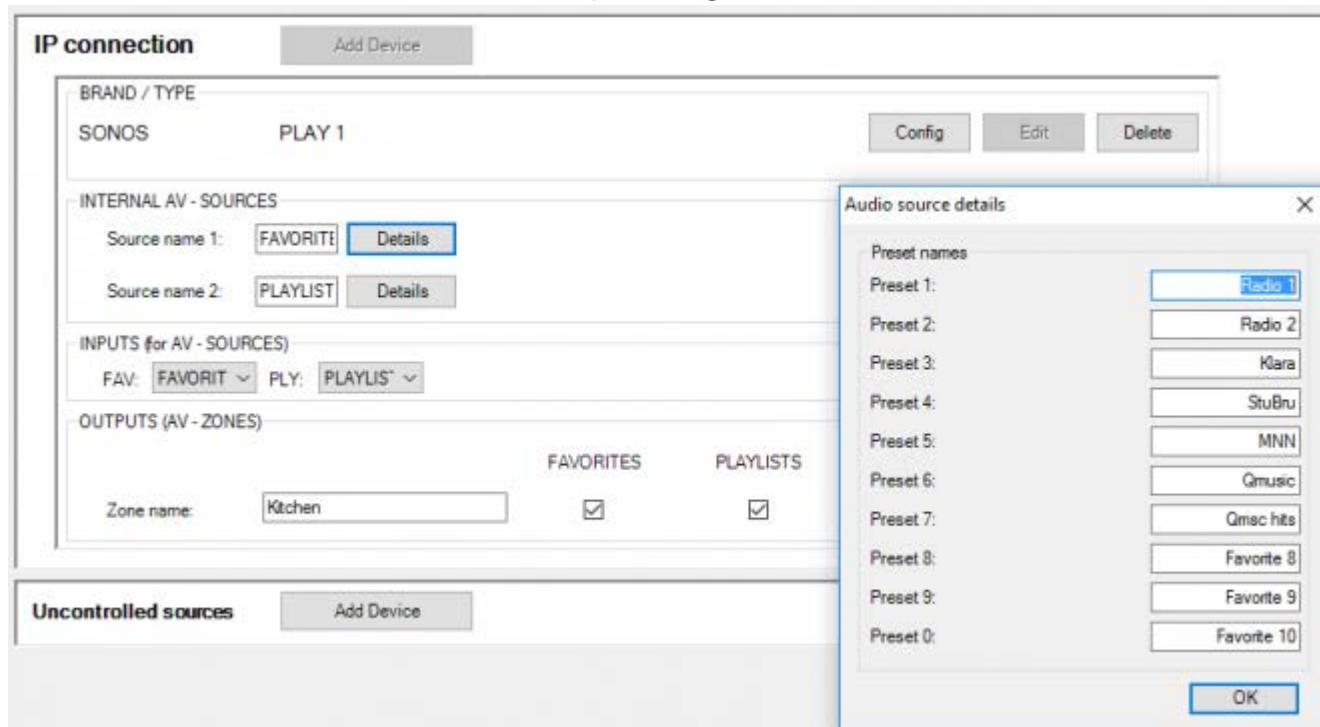 IP connection Add Device
BRAND / TYPE
SONOS PLAY 1 Config Edit Delete
INTERNAL AV - SOURCES
Source name 1: FAVORITE Details
Source name 2: PLAYLIST Details
INPUTS (for AV - SOURCES)
FAV: FAVORIT PLY: PLAYLIS
OUTPUTS (AV - ZONES)
FAVORITES PLAYLISTS
Zone name: Kitchen
Uncontrolled sources Add Device
Audio source details
Preset names
Preset 1: Radio 1
Preset 2: Radio 2
Preset 3: Klara
Preset 4: StuBru
Preset 5: MNN
Preset 6: Qmusic
Preset 7: Qmsc hits
Preset 8: Favorite 8
Preset 9: Favorite 9
Preset 0: Favorite 10
OK